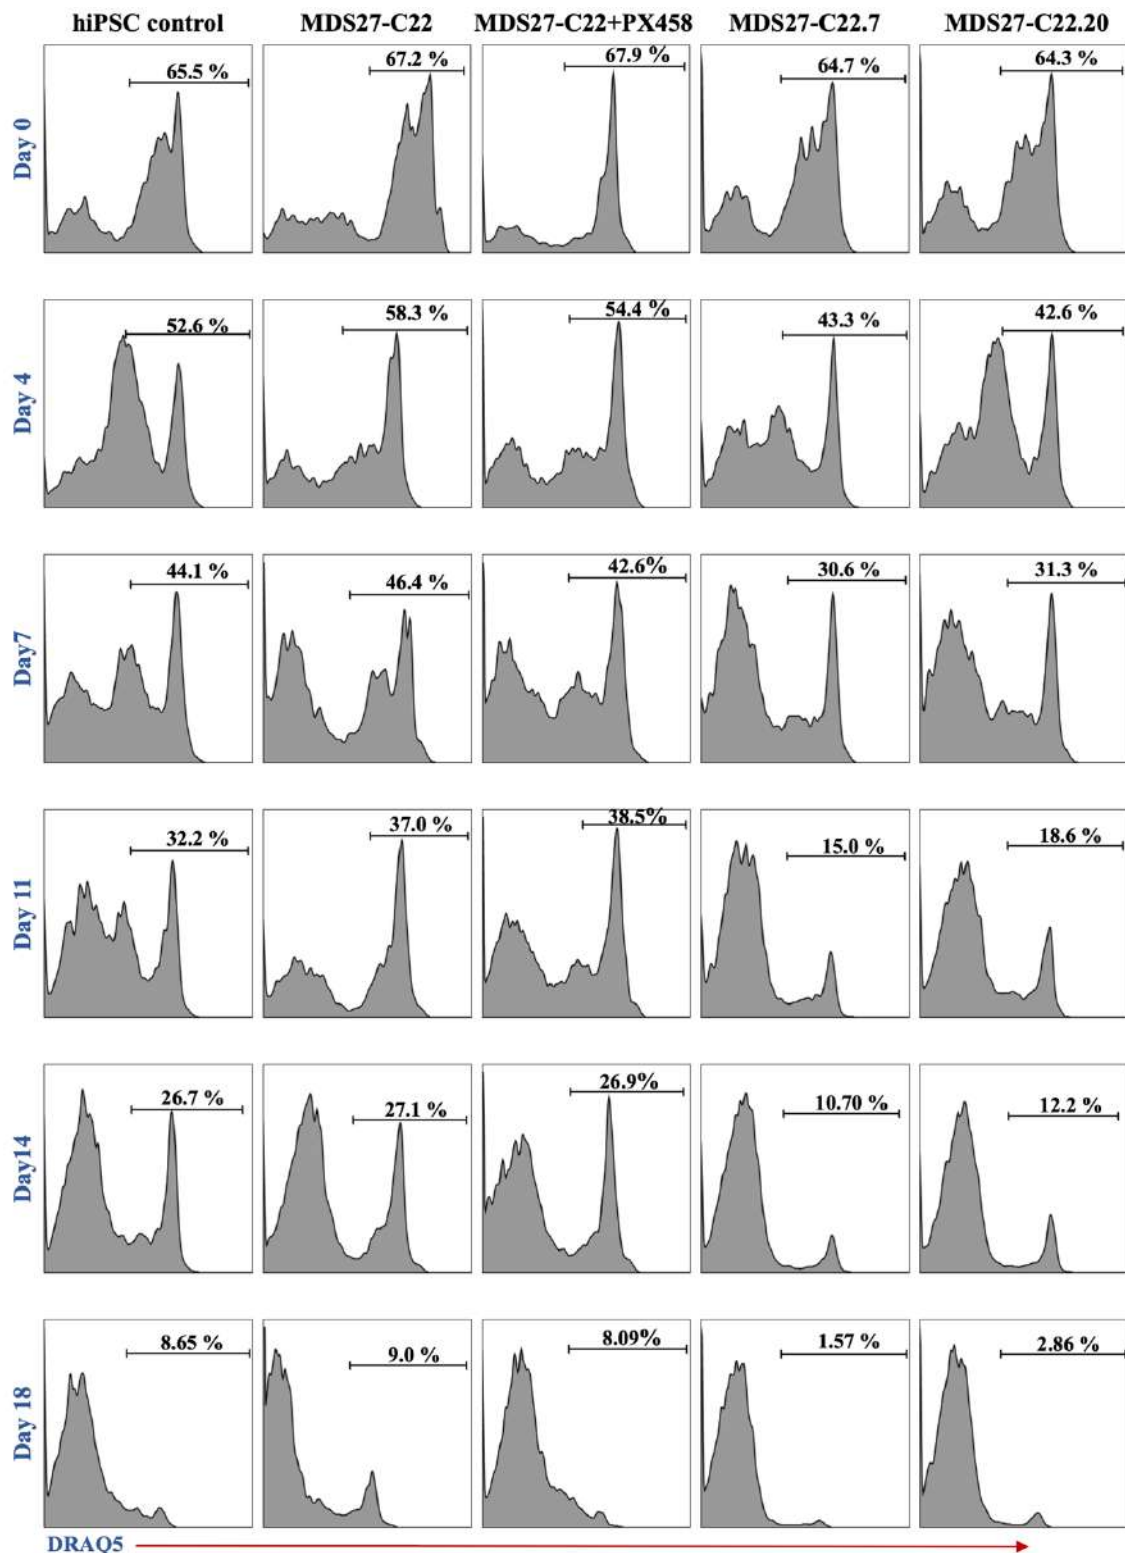 hiPSC control MDS27-C22 MDS27-C22+PX458 MDS27-C22.7 MDS27-C22.20
Day 0
65.5 % 67.2 % 67.9 % 64.7 % 64.3 %
Day 4
52.6 % 58.3 % 54.4 % 43.3 % 42.6 %
Day7
44.1 % 46.4 % 42.6% 30.6 % 31.3 %
Day 11
32.2 % 37.0 % 38.5% 15.0 % 18.6 %
Day14
26.7 % 27.1 % 26.9% 10.70 % 12.2 %
Day 18
8.65 % 9.0 % 8.09% 1.57 % 2.86 %
DRAQ5